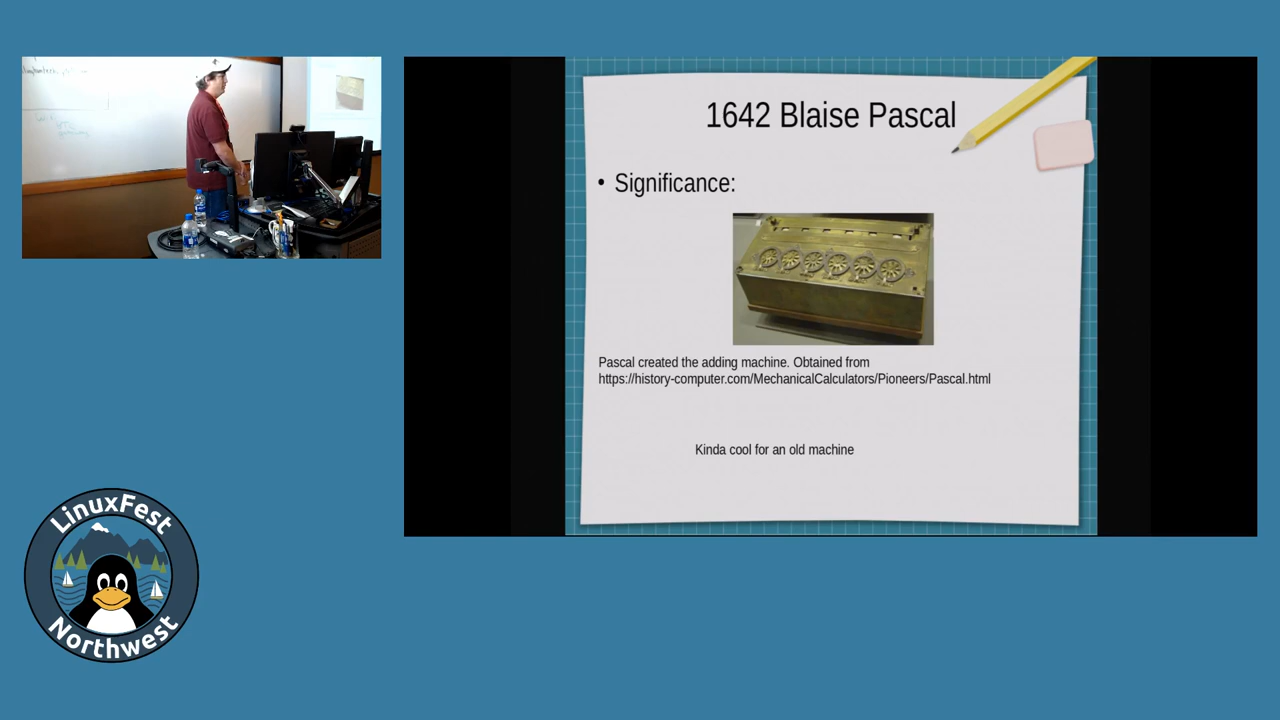 1642 Blaise Pascal
• Significance:
Pascal created the adding machine. Obtained from
https://history-computer.com/MechanicalCalculators/Pioneers/Pascal.html
Kinda cool for an old machine
LinuxFest
Northwest